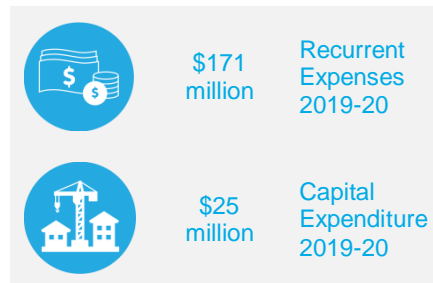 $
$
$171
million
Recurrent
Expenses
2019-20
$25
million
Capital
Expenditure
2019-20